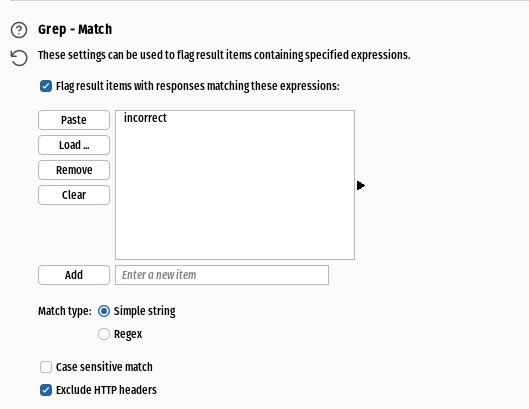 Grep - Match
These settings can be used to flag result items containing specified expressions.
Flag result items with responses matching these expressions:
Paste
incorrect
Load ...
Remove
Clear
Add
Enter a new item
Match type:
Simple string
Regex
Case sensitive match
Exclude HTTP headers